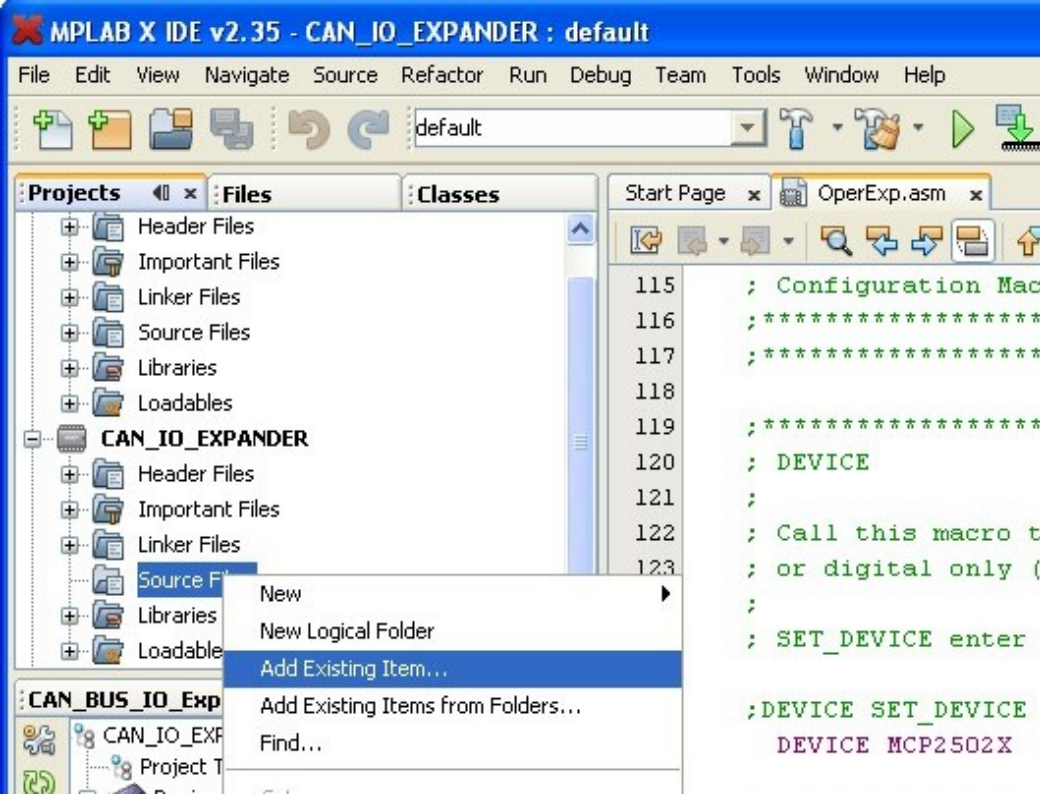 MPLAB X IDE v2.35 - CAN_IO_EXPANDER : default
File Edit View Navigate Source Refactor Run Debug Team Tools Window Help
default
Projects Files Classes
Header Files
Important Files
Linker Files
Source Files
Libraries
Loadables
CAN_IO_EXPANDER
Header Files
Important Files
Linker Files
Source
Libraries
Loadable
CAN_BUS_IO_Exp
CAN_IO_EXP
Project T
New
New Logical Folder
Add Existing Item...
Add Existing Items from Folders...
Find...
Start Page OperExp.asm
115 ; Configuration Mac
116 ;******************
117 ;******************
118
119 ;******************
120 ; DEVICE
121 ;
122 ; Call this macro t
123 ; or digital only (
;
; SET_DEVICE enter
;DEVICE SET_DEVICE
DEVICE MCP2502X